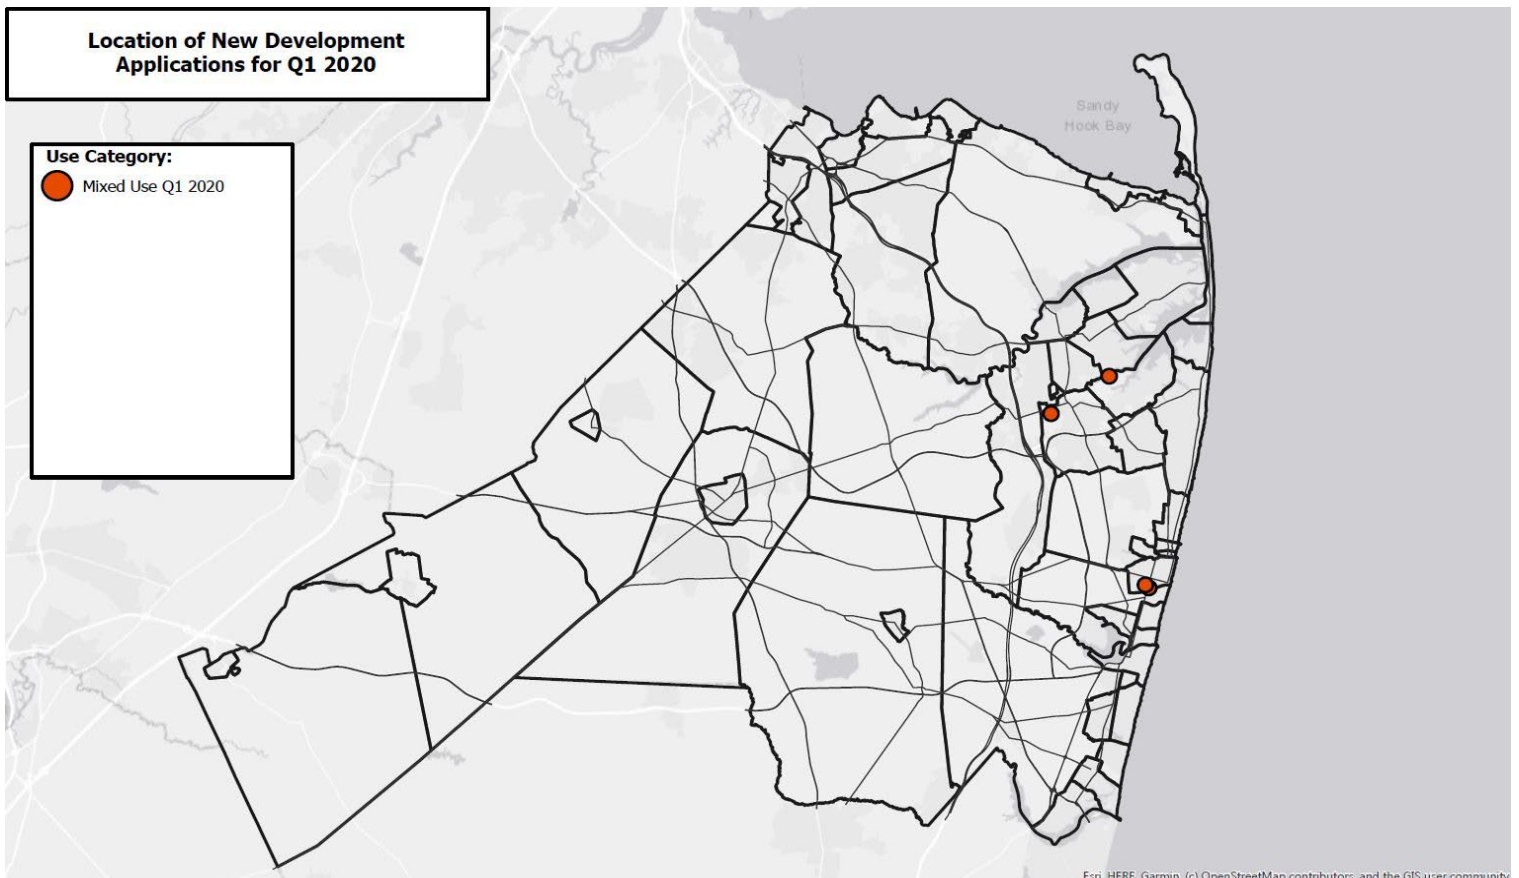 Location of New Development
Applications for Q1 2020
Use Category:
Mixed Use Q1 2020
Sandy
Hook Bay
Esri, HERE, Garmin, (c) OpenStreetMap contributors, and the GIS user community